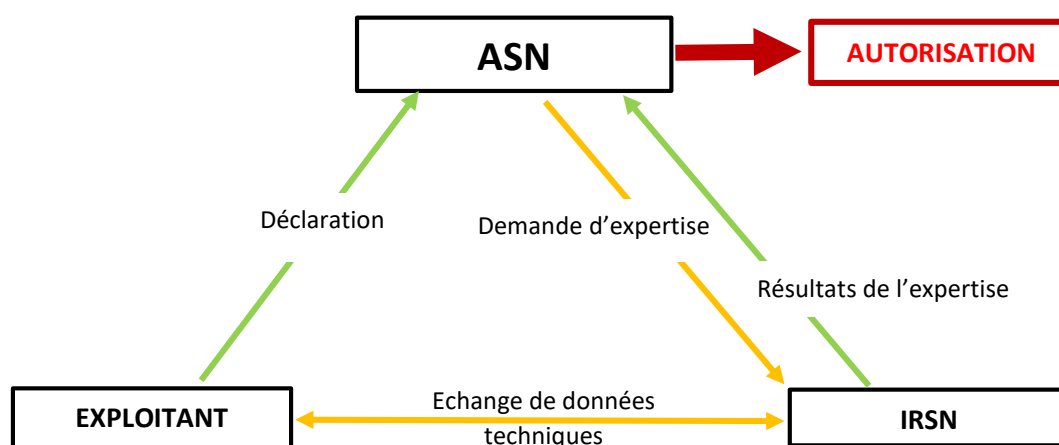 ASN
AUTORISATION
Déclaration
Demande d’expertise
Résultats de l’expertise
EXPLOITANT
Echange de données
techniques
IRSN